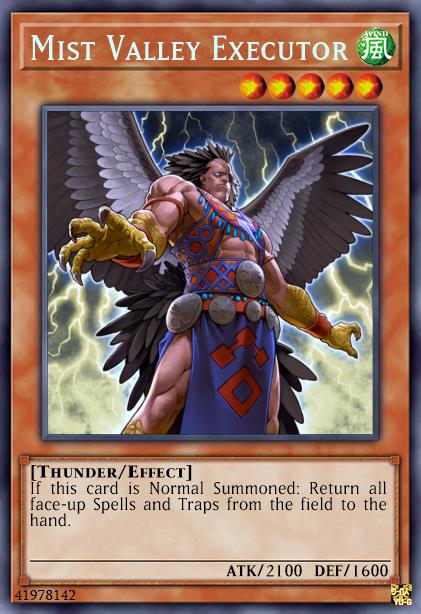 MIST VALLEY EXECUTOR
WIND
風
[THUNDER/EFFECT]
If this card is Normal Summoned: Return all
face-up Spells and Traps from the field to the
hand.
ATK/2100 DEF/1600
41978142